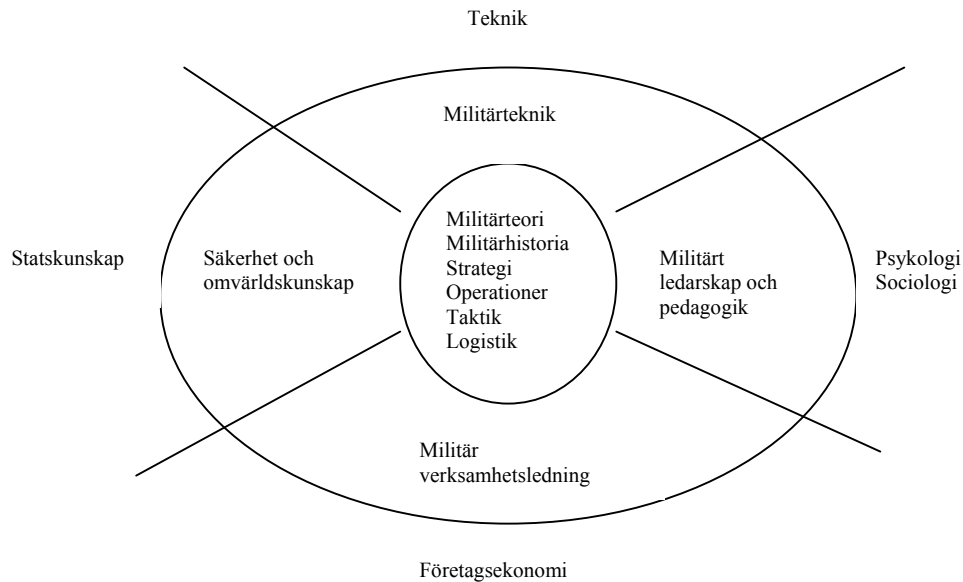 Teknik
Militärteknik
Statskunskap
Säkerhet och
omvärldskunskap
Militärteori
Militärhistoria
Strategi
Operationer
Taktik
Logistik
Militärt
ledarskap och
pedagogik
Psykologi
Sociologi
Militär
verksamhetsledning
Företagsekonomi